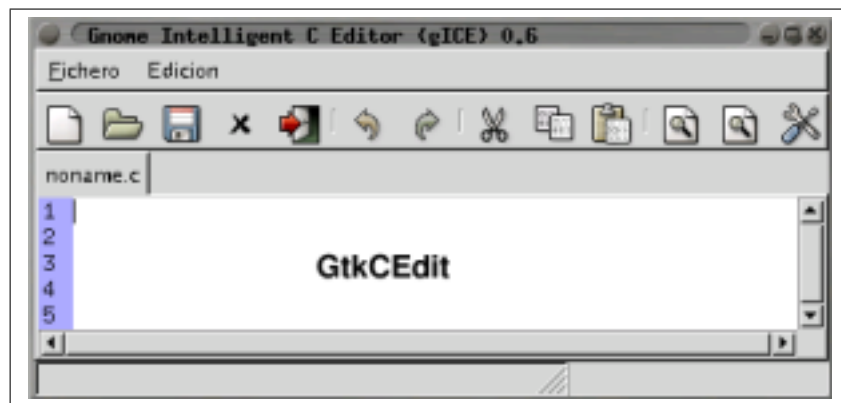 Gnome Intelligent C Editor (gICE) 0.6
Fichero Edicion
noname.c
1
2
3 GtkCEdit
4
5